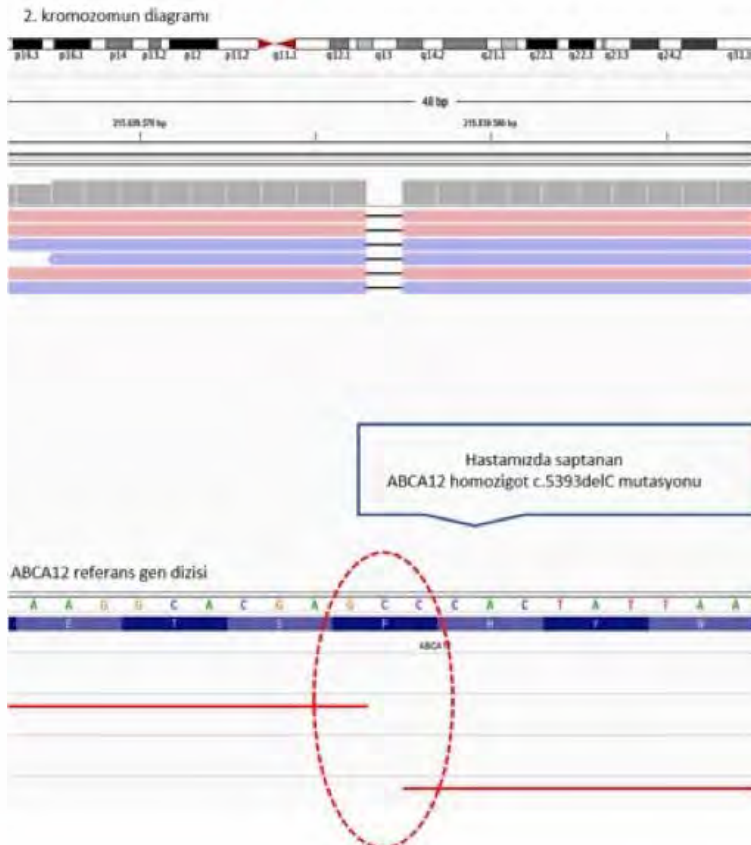 2. kromozomun diagramı
p16.3 p16.1 p14 p13.2 p12 p11.2 q11.1 q12.1 q13 q14.2 q21.1 q22.1 q22.3 q23.3 q24.2 q31.3
48 bp
Hastamızda saptanan
ABCA12 homozigot c.5393delC mutasyonu
ABCA12 referans gen dizisi
A A G G C A C G A G C C C A C T A T T A A
E T S P H Y N